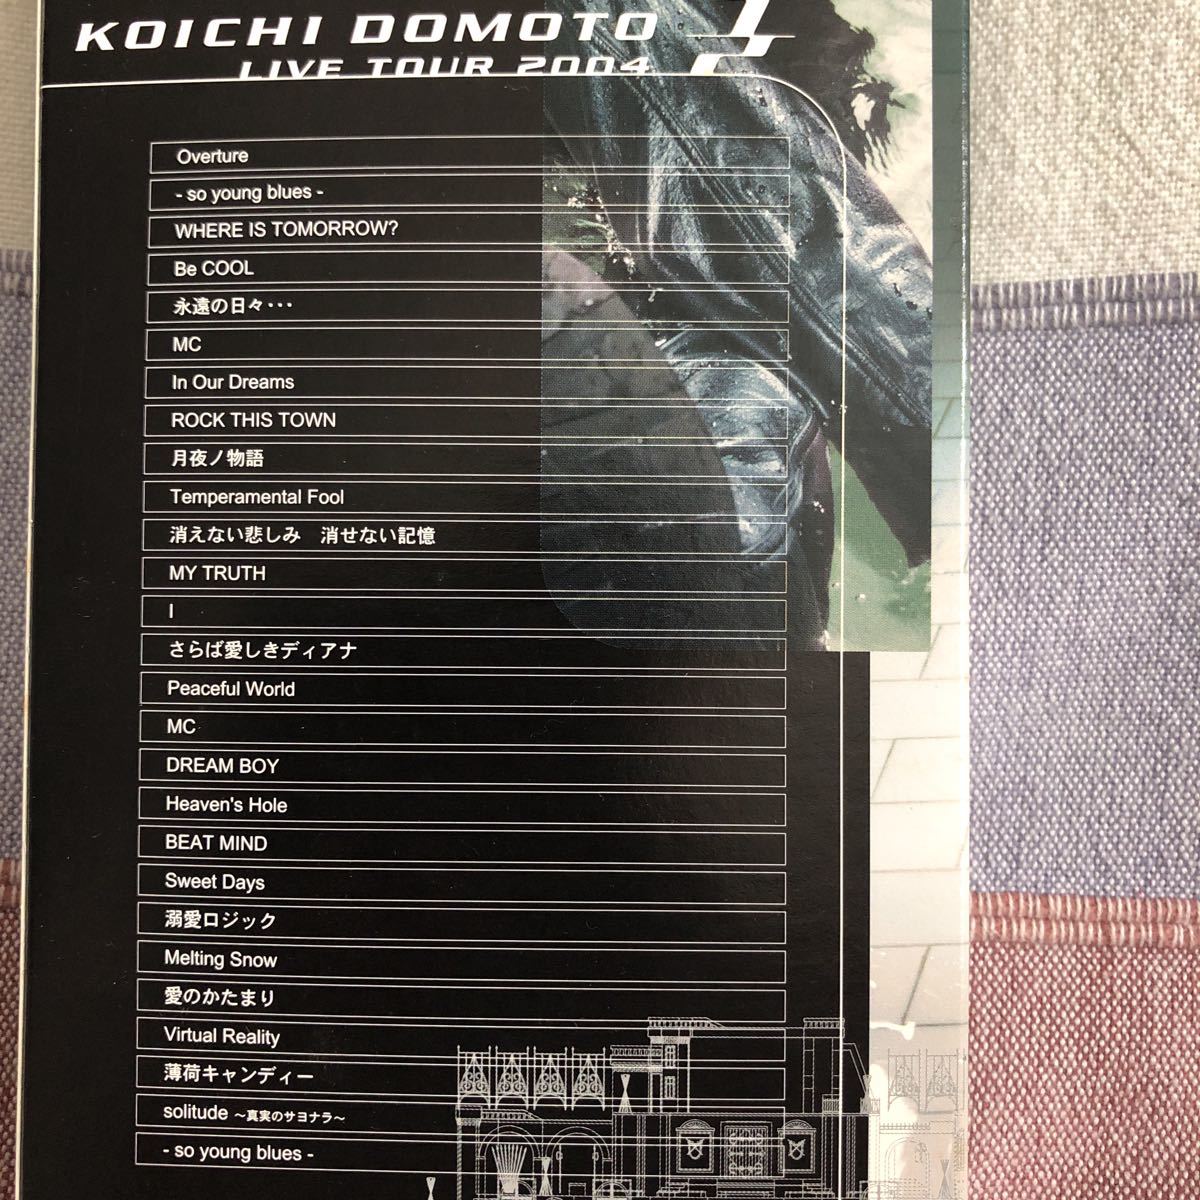 KOICHI DOMOTO
LIVE TOUR 2004
Overture
- so young blues -
WHERE IS TOMORROW?
Be COOL
永遠の日々･･･
MC
In Our Dreams
ROCK THIS TOWN
月夜ノ物語
Temperamental Fool
消えない悲しみ　消せない記憶
MY TRUTH
I
さらば愛しきディアナ
Peaceful World
MC
DREAM BOY
Heaven's Hole
BEAT MIND
Sweet Days
溺愛ロジック
Melting Snow
愛のかたまり
Virtual Reality
薄荷キャンディー
solitude ～真実のサヨナラ～
- so young blues -